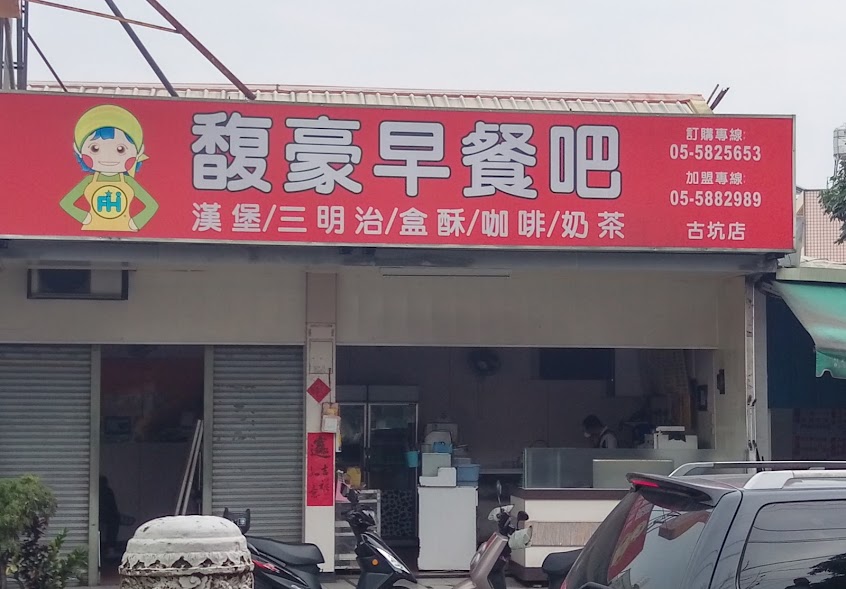 馥豪早餐吧
漢堡/三明治/盒酥/咖啡/奶茶
訂購專線:
05-5825653
加盟專線:
05-5882989
古坑店
FH